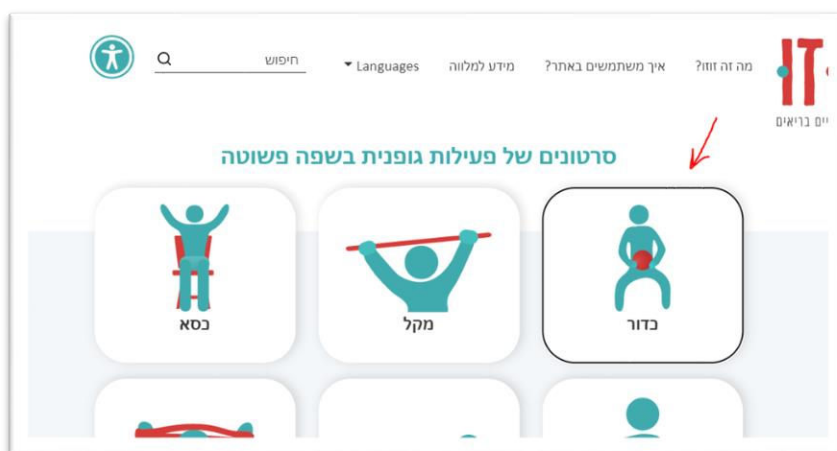 מה זה זוזו?
איך משתמשים באתר?
מידע למלווה
Languages
חיפוש
יים בריאים
סרטונים של פעילות גופנית בשפה פשוטה
כדור
מקל
כסא